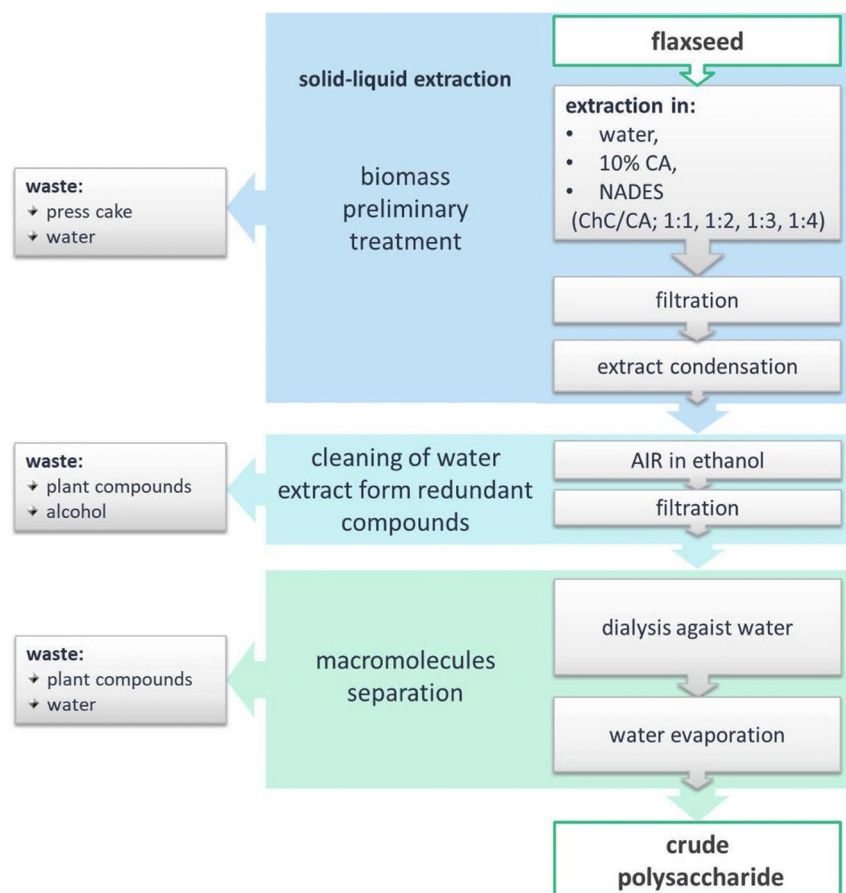 flaxseed
solid-liquid extraction
extraction in:
• water,
• 10% CA,
• NADES
(ChC/CA; 1:1, 1:2, 1:3, 1:4)
biomass
preliminary
treatment
waste:
press cake
water
filtration
extract condensation
waste:
plant compounds
alcohol
cleaning of water
extract form redundant
compounds
AIR in ethanol
filtration
waste:
plant compounds
water
macromolecules
separation
dialysis agaist water
water evaporation
crude
polysaccharide